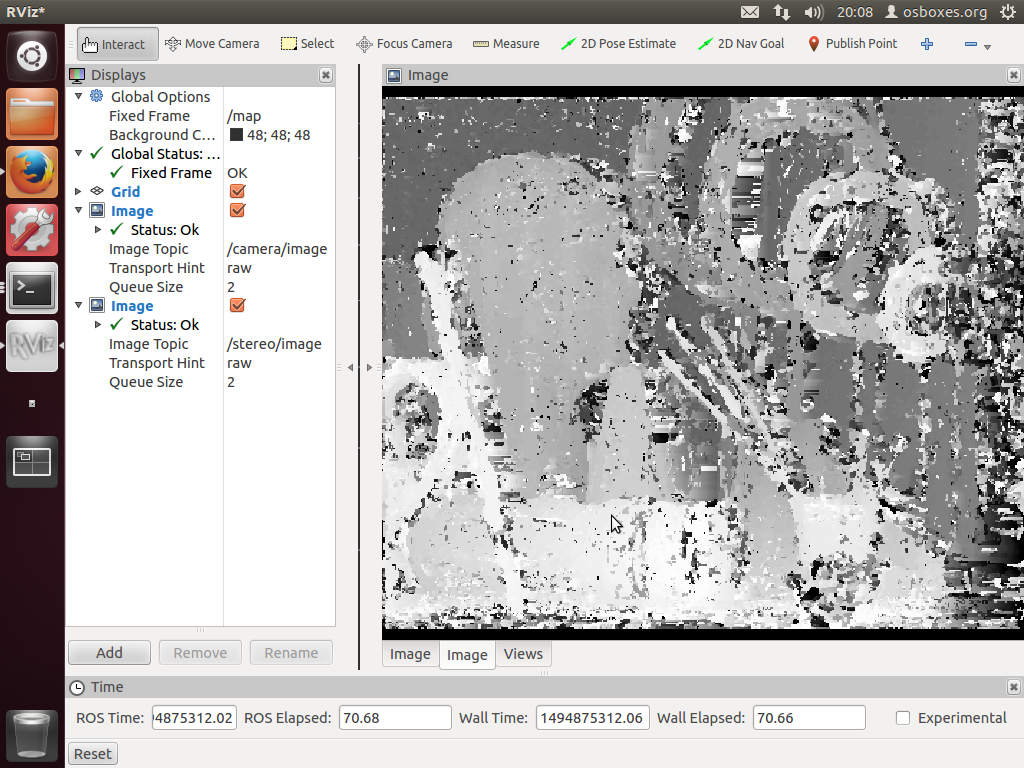 RViz*
20:08
osboxes.org
Interact
Move Camera
Select
Focus Camera
Measure
2D Pose Estimate
2D Nav Goal
Publish Point
Displays
Image
Global Options
Fixed Frame /map
Background C... 48; 48; 48
Global Status: ...
Fixed Frame OK
Grid
Image
Status: Ok
Image Topic /camera/image
Transport Hint raw
Queue Size 2
Image
Status: Ok
Image Topic /stereo/image
Transport Hint raw
Queue Size 2
RViz
Add
Remove
Rename
Image
Image
Views
Time
ROS Time: 4875312.02
ROS Elapsed: 70.68
Wall Time: 1494875312.06
Wall Elapsed: 70.66
Experimental
Reset